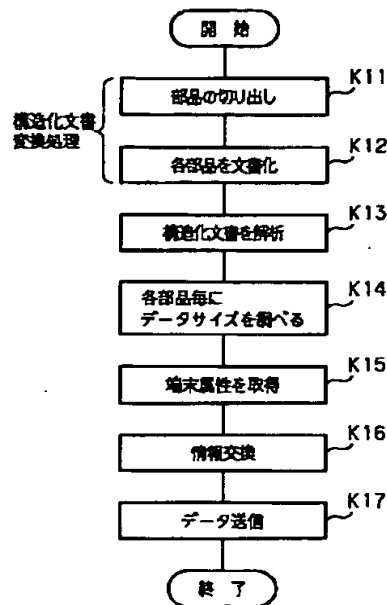 開 始
K11
部品の切り出し
構造化文書
変換処理
K12
各部品を文書化
K13
構造化文書を解析
K14
各部品毎に
データサイズを調べる
K15
端末属性を取得
K16
情報交換
K17
データ送信
終 了